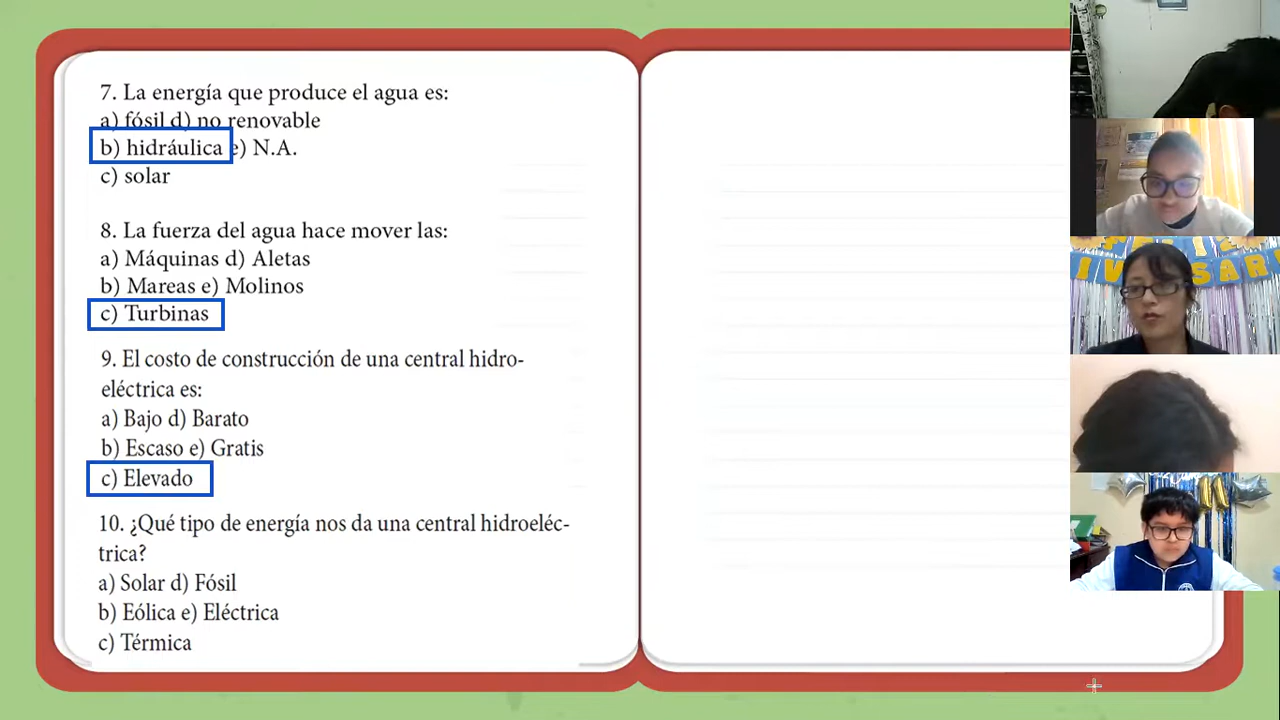 7. La energía que produce el agua es:
a) fósil d) no renovable
b) hidráulica e) N.A.
c) solar
8. La fuerza del agua hace mover las:
a) Máquinas d) Aletas
b) Mareas e) Molinos
c) Turbinas
9. El costo de construcción de una central hidro-
eléctrica es:
a) Bajo d) Barato
b) Escaso e) Gratis
c) Elevado
10. ¿Qué tipo de energía nos da una central hidroeléc-
trica?
a) Solar d) Fósil
b) Eólica e) Eléctrica
c) Térmica